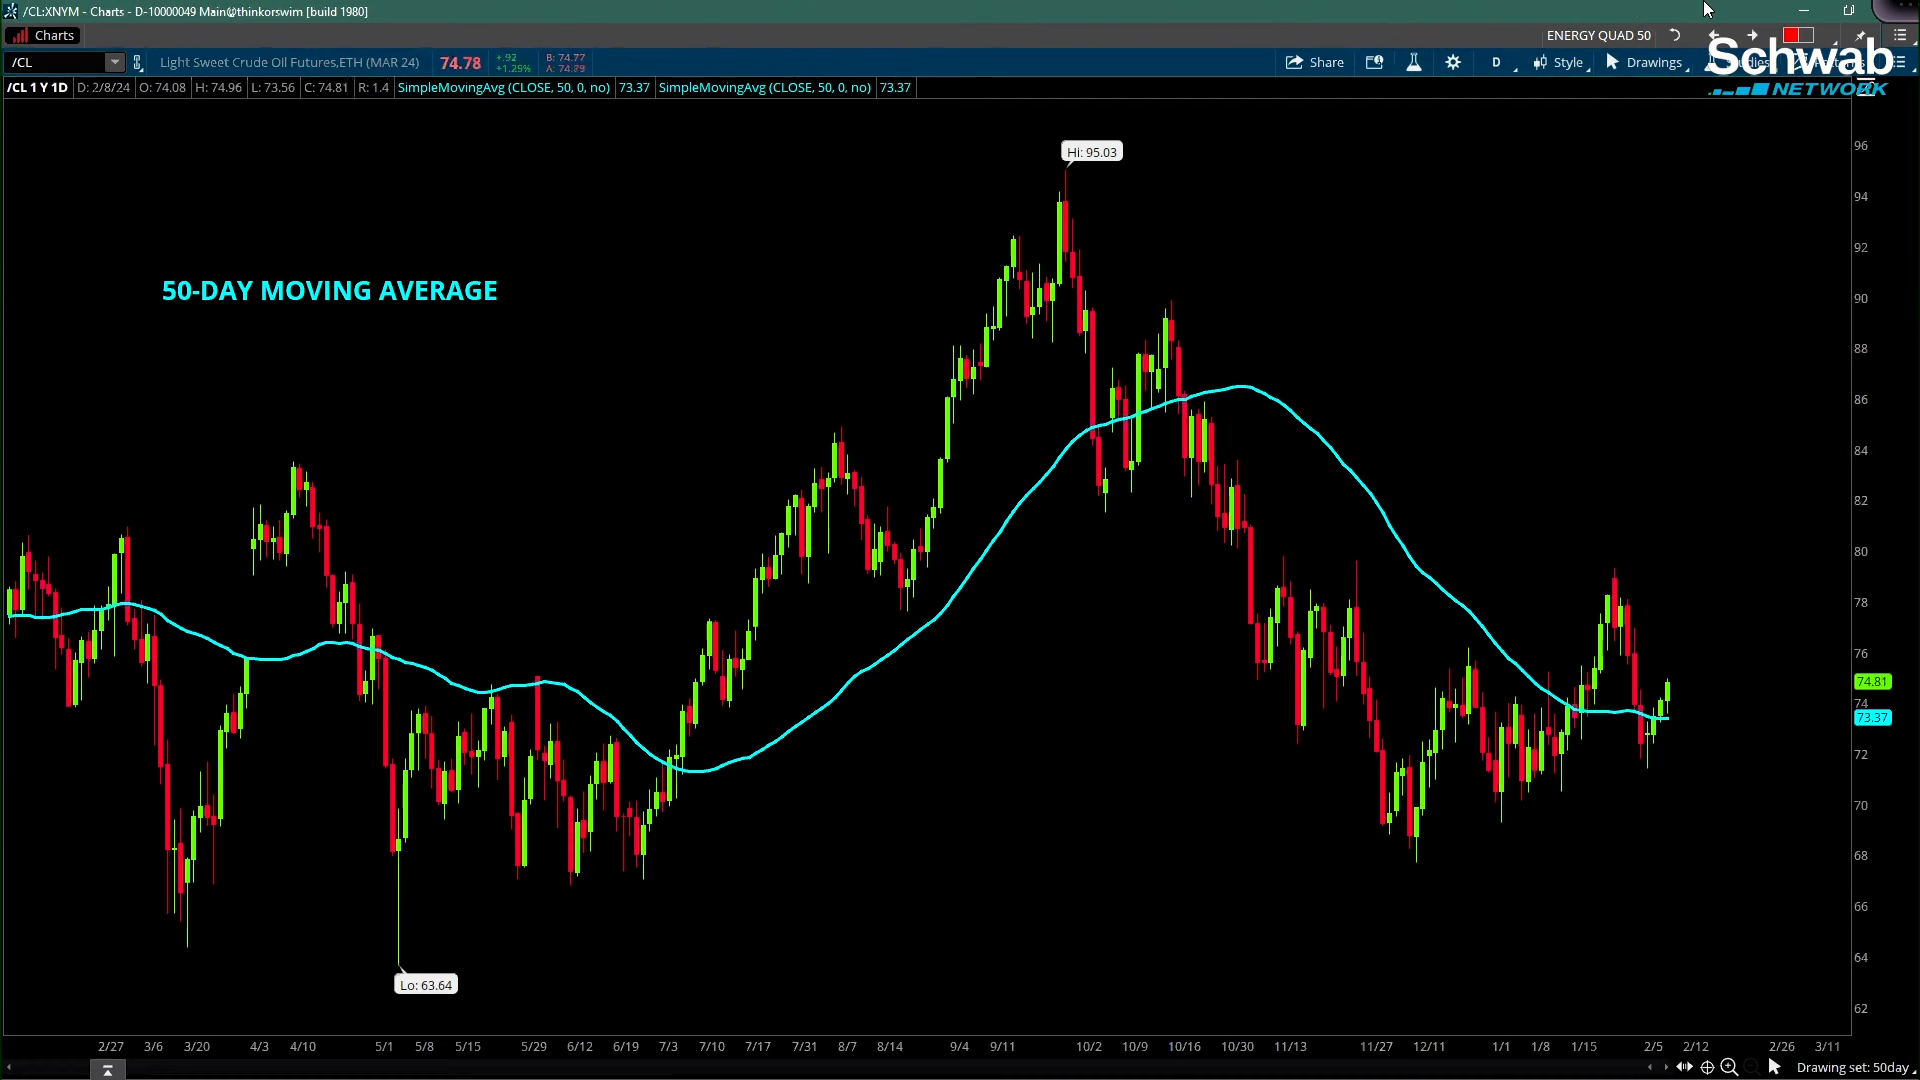 /CL:XNYM - Charts - D-10000049 Main@thinkorswim [build 1980]
Charts
ENERGY QUAD 50
/CL
Light Sweet Crude Oil Futures,ETH (MAR 24)
74.78
+.92
+1.25%
B: 74.77
A: 74.79
Share
D
Style
Drawings
Schwab
NETWORK
/CL 1 Y 1D D: 2/8/24 O: 74.08 H: 74.96 L: 73.56 C: 74.81 R: 1.4 SimpleMovingAvg (CLOSE, 50, 0, no) 73.37 SimpleMovingAvg (CLOSE, 50, 0, no) 73.37
Hi: 95.03
50-DAY MOVING AVERAGE
96
94
92
90
88
86
84
82
80
78
76
74.81
74
73.37
72
70
68
66
64
62
Lo: 63.64
2/27 3/6 3/20 4/3 4/10 5/1 5/8 5/15 5/29 6/12 6/19 7/3 7/10 7/17 7/31 8/7 8/14 9/4 9/11 10/2 10/9 10/16 10/30 11/13 11/27 12/11 1/1 1/8 1/15 2/5 2/12 2/26 3/11
Drawing set: 50day